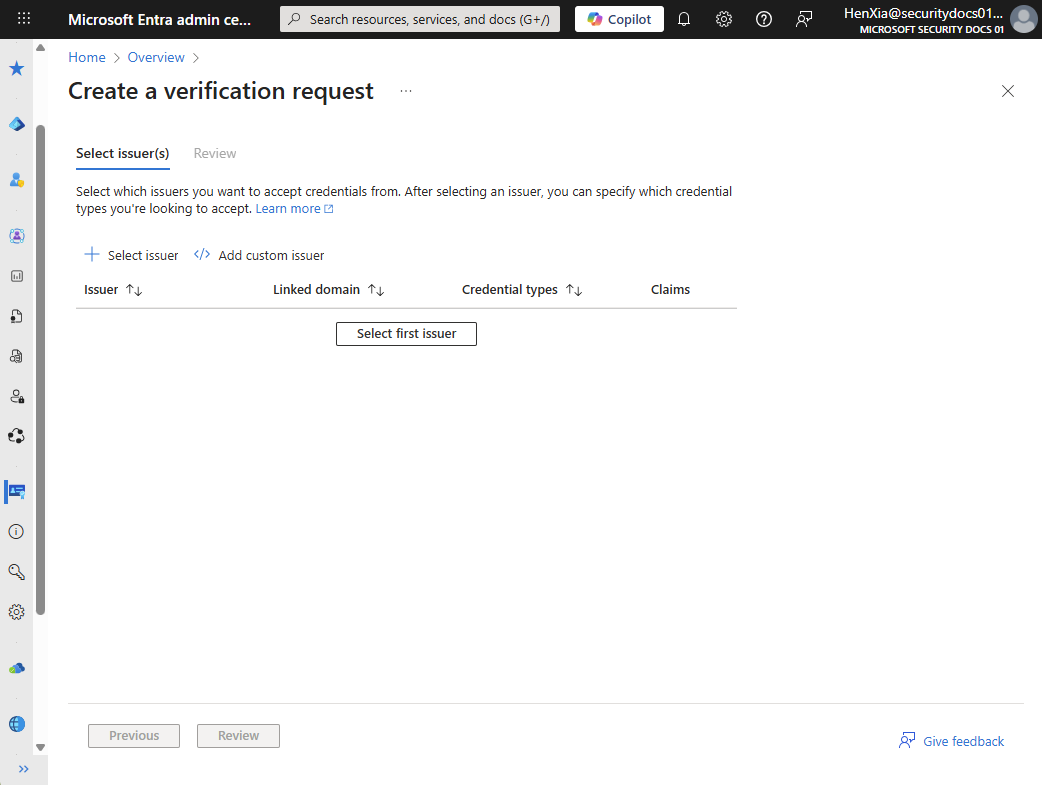 Microsoft Entra admin ce...
Search resources, services, and docs (G+/)
Copilot
HenXia@securitydocs01...
MICROSOFT SECURITY DOCS 01
Home > Overview >
Create a verification request ...
Select issuer(s) Review
Select which issuers you want to accept credentials from. After selecting an issuer, you can specify which credential
types you're looking to accept. Learn more
Select issuer Add custom issuer
Issuer Linked domain Credential types Claims
Select first issuer
Previous Review
Give feedback